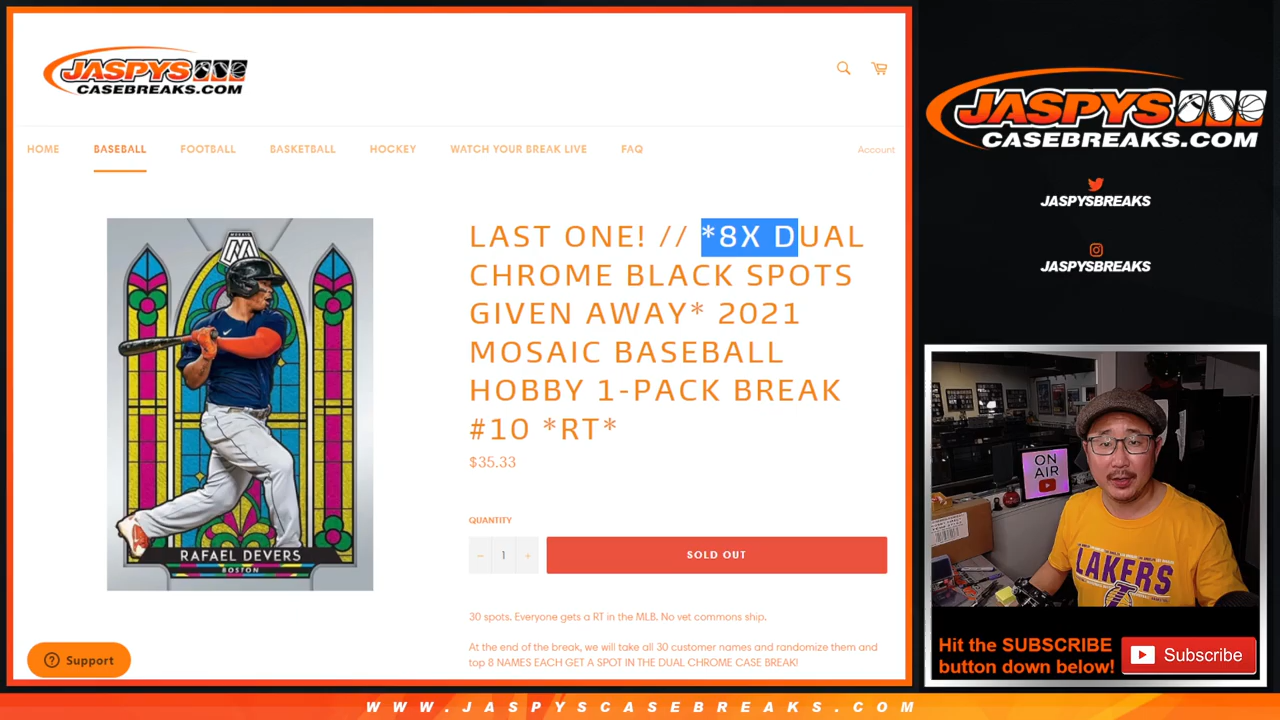 JASPYS
CASEBREAKS.COM
HOME
BASEBALL
FOOTBALL
BASKETBALL
HOCKEY
WATCH YOUR BREAK LIVE
FAQ
Account
RAFAEL DEVERS
BOSTON
LAST ONE! // *8X DUAL
CHROME BLACK SPOTS
GIVEN AWAY* 2021
MOSAIC BASEBALL
HOBBY 1-PACK BREAK
#10 *RT*
$35.33
QUANTITY
− 1 +
SOLD OUT
30 spots. Everyone gets a RT in the MLB. No vet commons ship.
At the end of the break, we will take all 30 customer names and randomize them and
top 8 NAMES EACH GET A SPOT IN THE DUAL CHROME CASE BREAK!
Support
JASPYS
CASEBREAKS.COM
JASPYSBREAKS
JASPYSBREAKS
ON
AIR
LAKERS
Hit the SUBSCRIBE
button down below!
Subscribe
WWW.JASPYSCASEBREAKS.COM